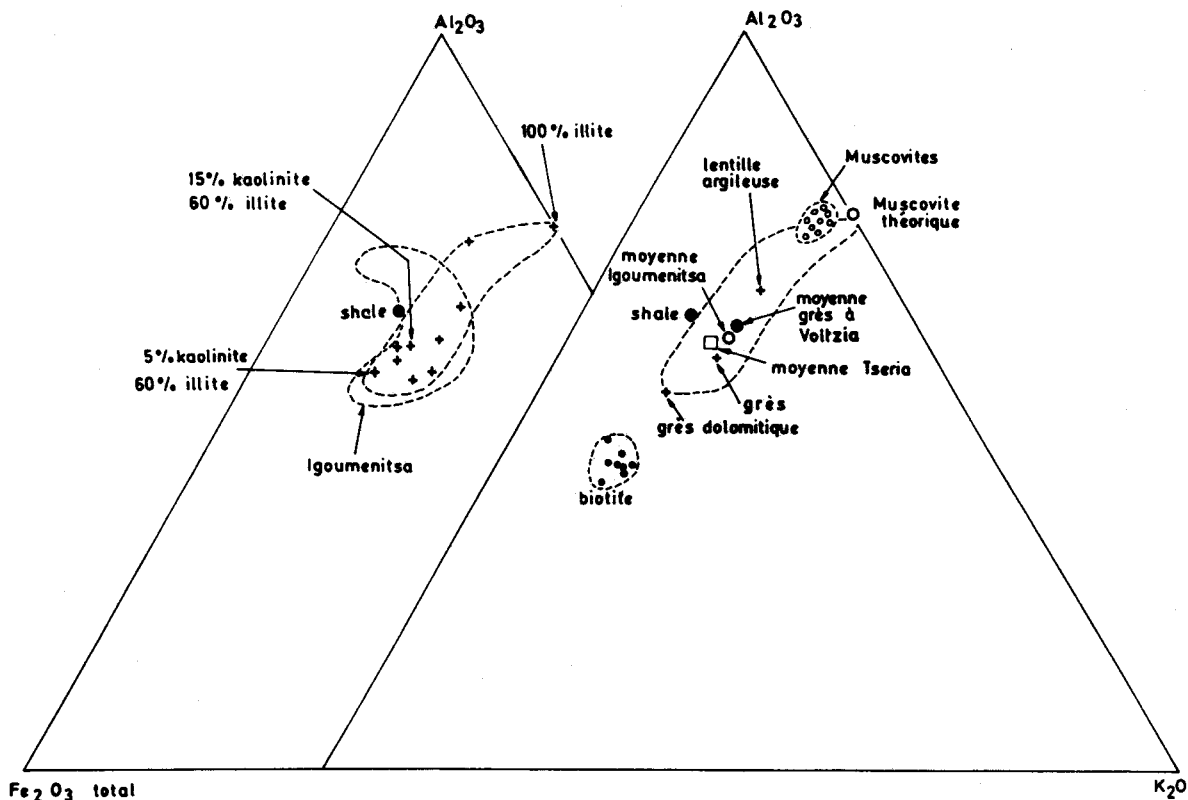 Al2O3
Al2O3
100% illite
15% kaolinite
60% illite
lentille
argileuse
Muscovites
Muscovite
théorique
moyenne
Igoumenitsa
shale
shale
moyenne
grès à
Voltzia
5% kaolinite
60% illite
moyenne Tseria
grès
grès dolomitique
Igoumenitsa
biotite
Fe2O3 total
K2O